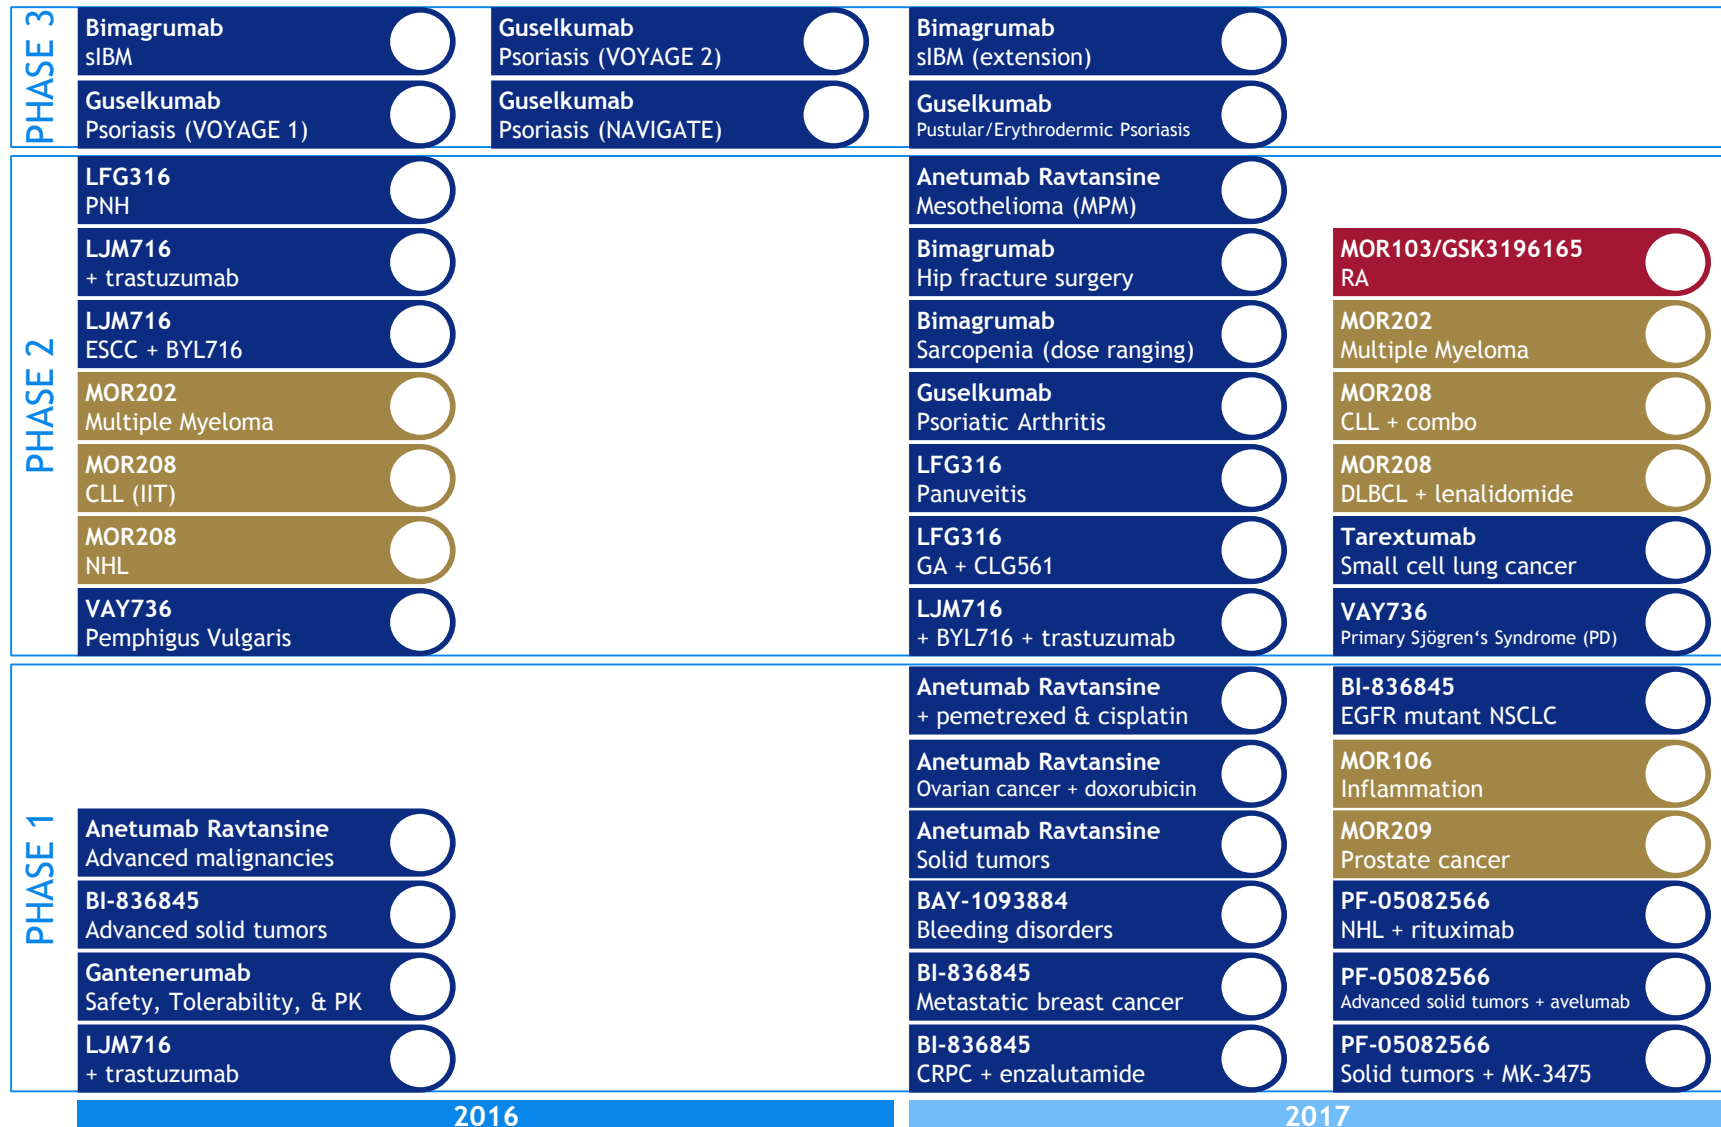 PHASE 3
Bimagrumab
sIBM
Guselkumab
Psoriasis (VOYAGE 2)
Bimagrumab
sIBM (extension)
Guselkumab
Psoriasis (VOYAGE 1)
Guselkumab
Psoriasis (NAVIGATE)
Guselkumab
Pustular/Erythrodermic Psoriasis
PHASE 2
LFG316
PNH
LJM716
+ trastuzumab
LJM716
ESCC + BYL716
MOR202
Multiple Myeloma
MOR208
CLL (IIT)
MOR208
NHL
VAY736
Pemphigus Vulgaris
Anetumab Ravtansine
Mesothelioma (MPM)
Bimagrumab
Hip fracture surgery
Bimagrumab
Sarcopenia (dose ranging)
Guselkumab
Psoriatic Arthritis
LFG316
Panuveitis
LFG316
GA + CLG561
LJM716
+ BYL716 + trastuzumab
MOR103/GSK3196165
RA
MOR202
Multiple Myeloma
MOR208
CLL + combo
MOR208
DLBCL + lenalidomide
Tarextumab
Small cell lung cancer
VAY736
Primary Sjögren‘s Syndrome (PD)
PHASE 1
Anetumab Ravtansine
Advanced malignancies
BI-836845
Advanced solid tumors
Gantenerumab
Safety, Tolerability, & PK
LJM716
+ trastuzumab
Anetumab Ravtansine
+ pemetrexed & cisplatin
Anetumab Ravtansine
Ovarian cancer + doxorubicin
Anetumab Ravtansine
Solid tumors
BAY-1093884
Bleeding disorders
BI-836845
Metastatic breast cancer
BI-836845
CRPC + enzalutamide
BI-836845
EGFR mutant NSCLC
MOR106
Inflammation
MOR209
Prostate cancer
PF-05082566
NHL + rituximab
PF-05082566
Advanced solid tumors + avelumab
PF-05082566
Solid tumors + MK-3475
2016
2017